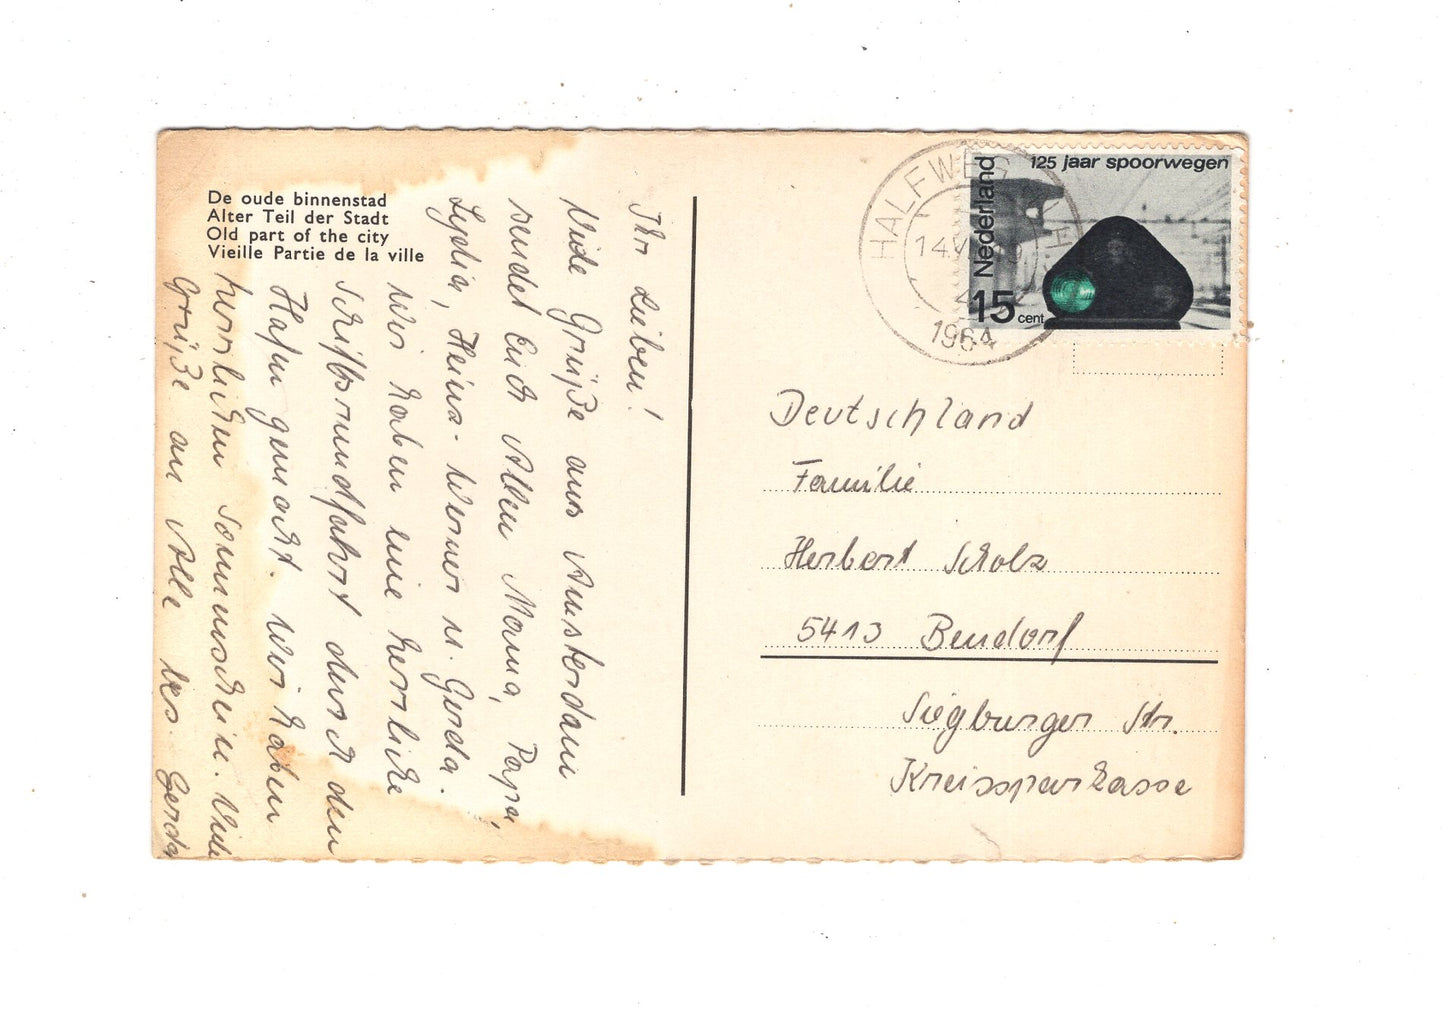 De oude binnenstad
Alter Teil der Stadt
Old part of the city
Vieille Partie de la ville
Ihr Lieben!
Viele Grüße aus Amsterdam
sendet Euch Allen Mama, Papa,
Lydia, Heinz-Werner u. Gerda.
Wir haben eine herrliche
Schiffsrundfahrt durch den
Hafen gemacht. Wir haben
herrlichen Sonnenschein. Viele
Grüße an Alle bes. Gerda
HALFWEG
1964
125 jaar spoorwegen
Nederland
15 cent
Deutschland
Familie
Herbert Scholz
5413 Bendorf
Siegburger Str.
Kreissparkasse